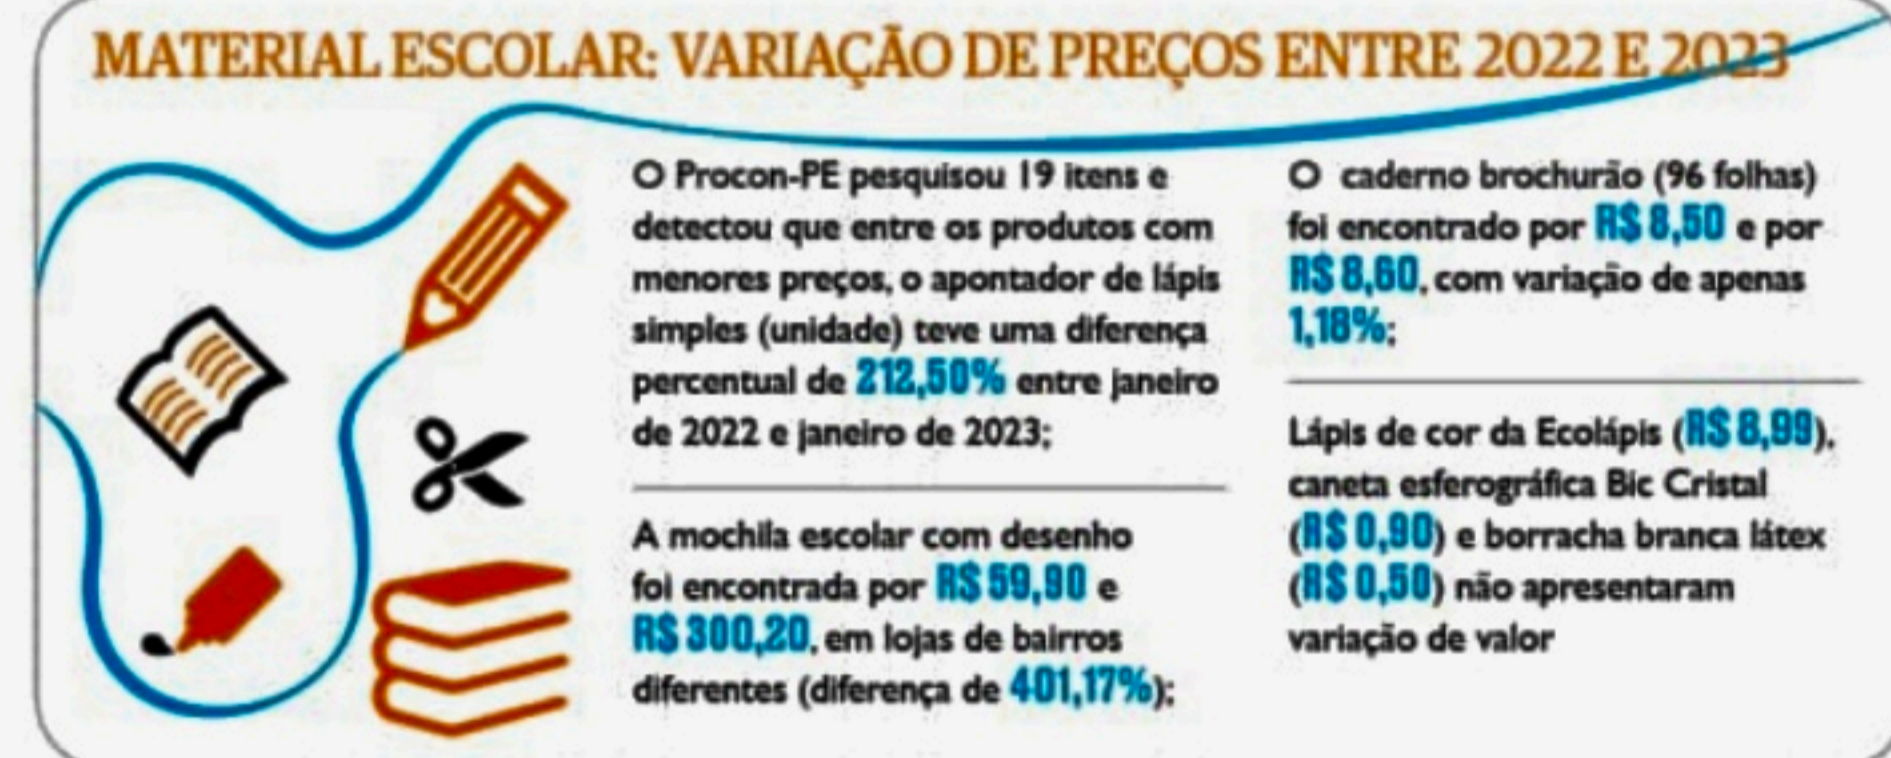 MATERIAL ESCOLAR: VARIAÇÃO DE PREÇOS ENTRE 2022 E 2023
O Procon-PE pesquisou 19 itens e
detectou que entre os produtos com
menores preços, o apontador de lápis
simples (unidade) teve uma diferença
percentual de 212,50% entre janeiro
de 2022 e janeiro de 2023;
A mochila escolar com desenho
foi encontrada por R$ 59,90 e
R$ 300,20, em lojas de bairros
diferentes (diferença de 401,17%);
O caderno brochurão (96 folhas)
foi encontrado por R$ 8,50 e por
R$ 8,60, com variação de apenas
1,18%;
Lápis de cor da Ecolápis (R$ 8,99),
caneta esferográfica Bic Cristal
(R$ 0,90) e borracha branca látex
(R$ 0,50) não apresentaram
variação de valor